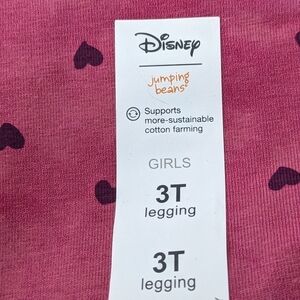 Disney
jumping
beans
Supports
more-sustainable
cotton farming
GIRLS
3T
legging
3T
legging